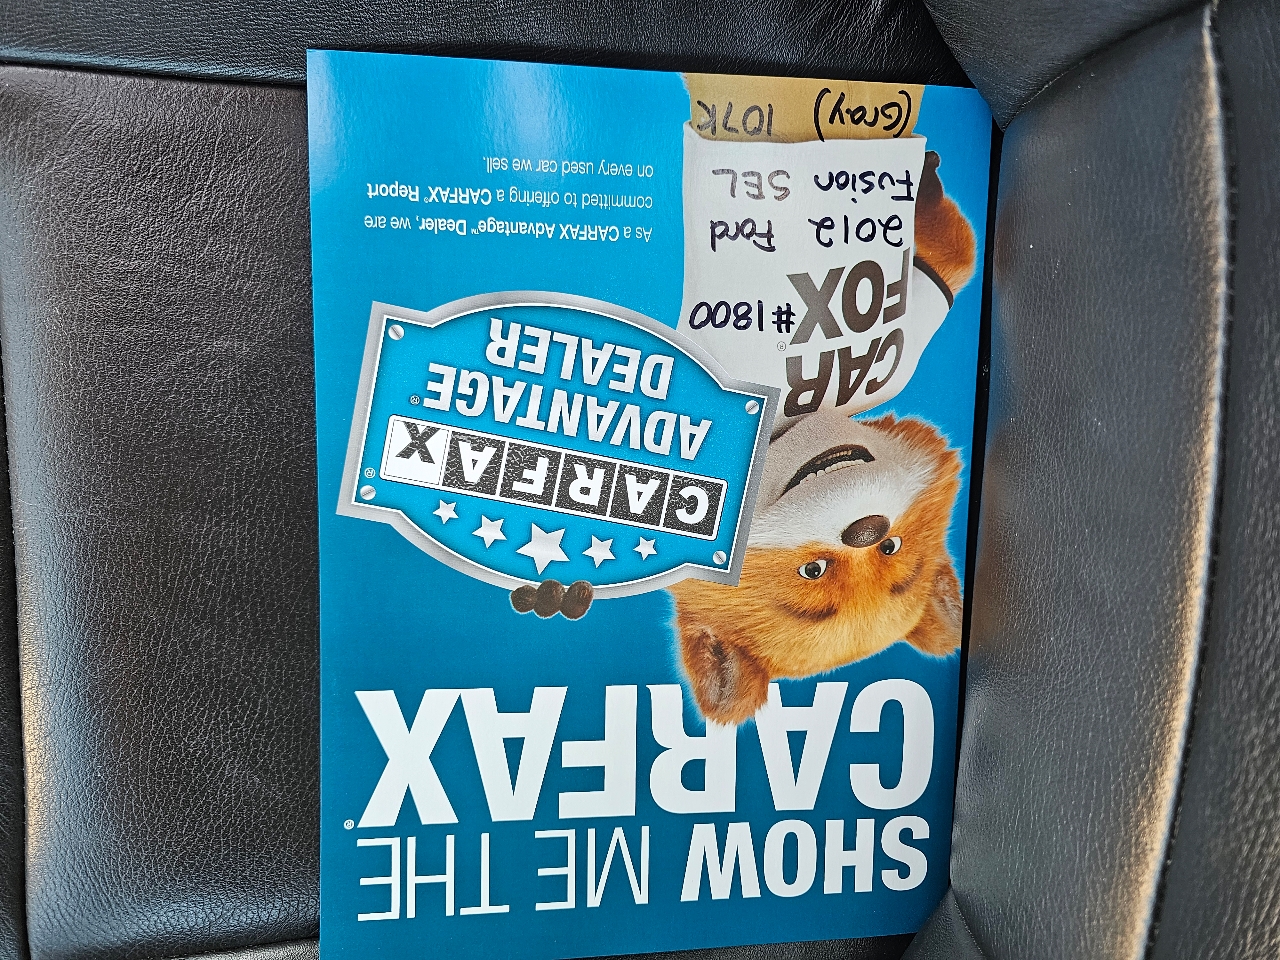 SHOW ME THE
CARFAX®
★★★★★
CARFAX®
ADVANTAGE®
DEALER
CAR
FOX®
#1800
2012 Ford
Fusion SEL
(Gray) 107K
As a CARFAX Advantage™ Dealer, we are
committed to offering a CARFAX® Report
on every used car we sell.